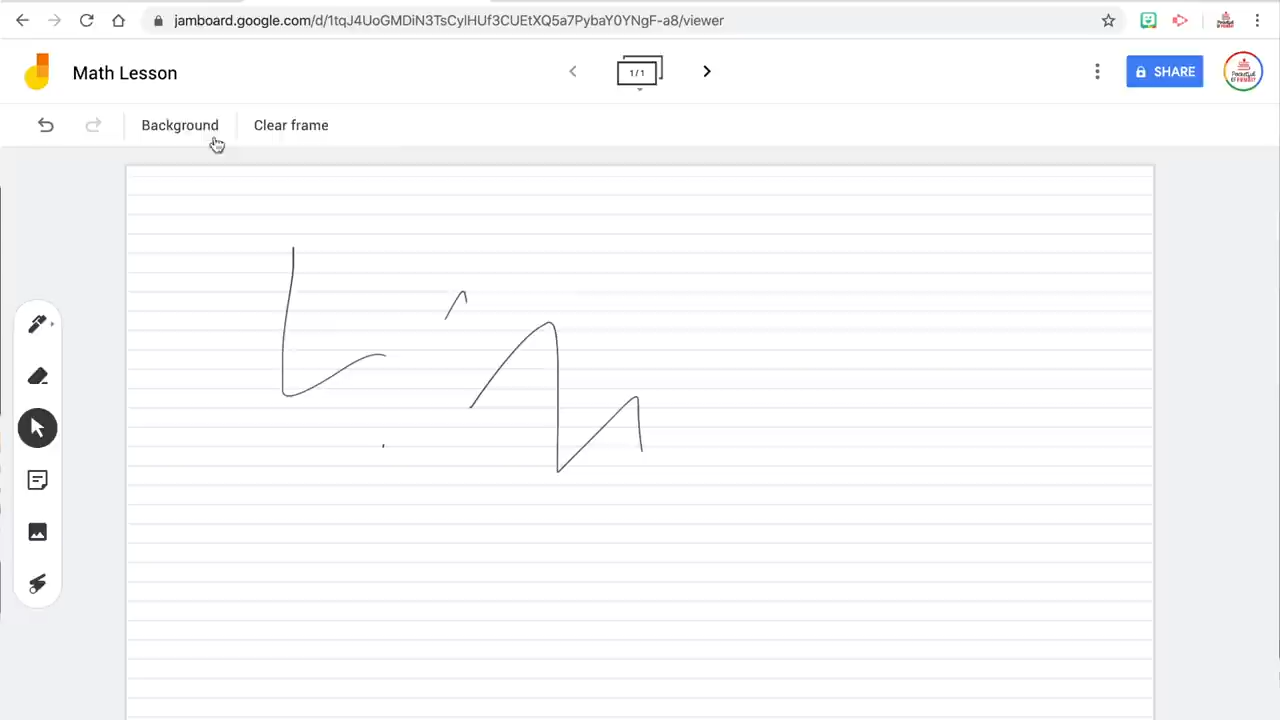 jamboard.google.com/d/1tqJ4UoGMDiN3TsCylHUf3CUEtXQ5a7PybaY0YNgF-a8/viewer
Math Lesson
1/1
SHARE
Background
Clear frame